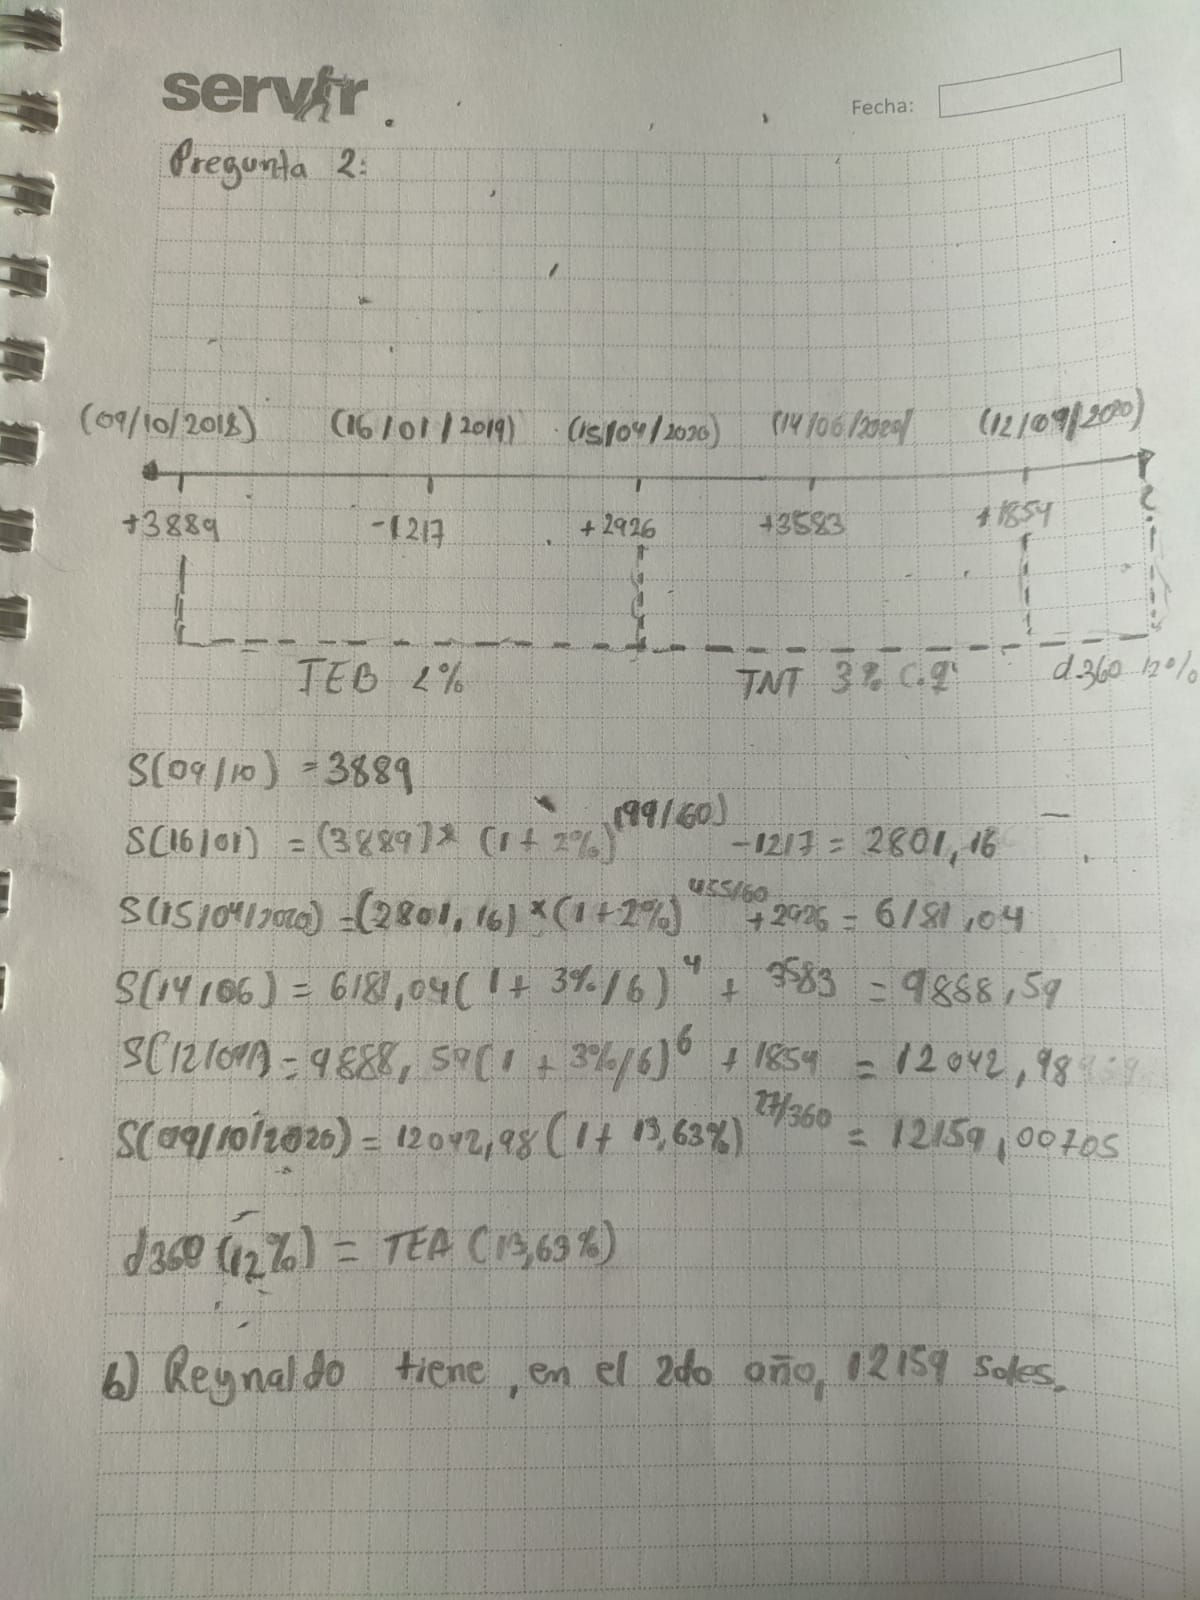 servir
Fecha:
Pregunta 2:
(09/10/2018) (16/01/2019) (15/04/2020) (14/06/2020) (12/09/2020)
+3889 -1217 +2926 +3583 +1854 ?
TEB 2% TNT 3% c.q. d-360 12%
S(09/10) = 3889
S(16/01) = (3889) * (1 + 2%)^(99/60) - 1217 = 2801,16
S(15/04/2020) = (2801,16) * (1 + 2%)^455/60 + 2926 = 6181,04
S(14/06) = 6181,04 (1 + 3%/6)^4 + 3583 = 9888,59
S(12/09) = 9888,59 (1 + 3%/6)^6 + 1854 = 12042,98
S(09/10/2020) = 12042,98 (1 + 13,63%)^27/360 = 12159,00705
d360 (12%) = TEA (13,63%)
b) Reynaldo tiene, en el 2do año, 12159 soles.